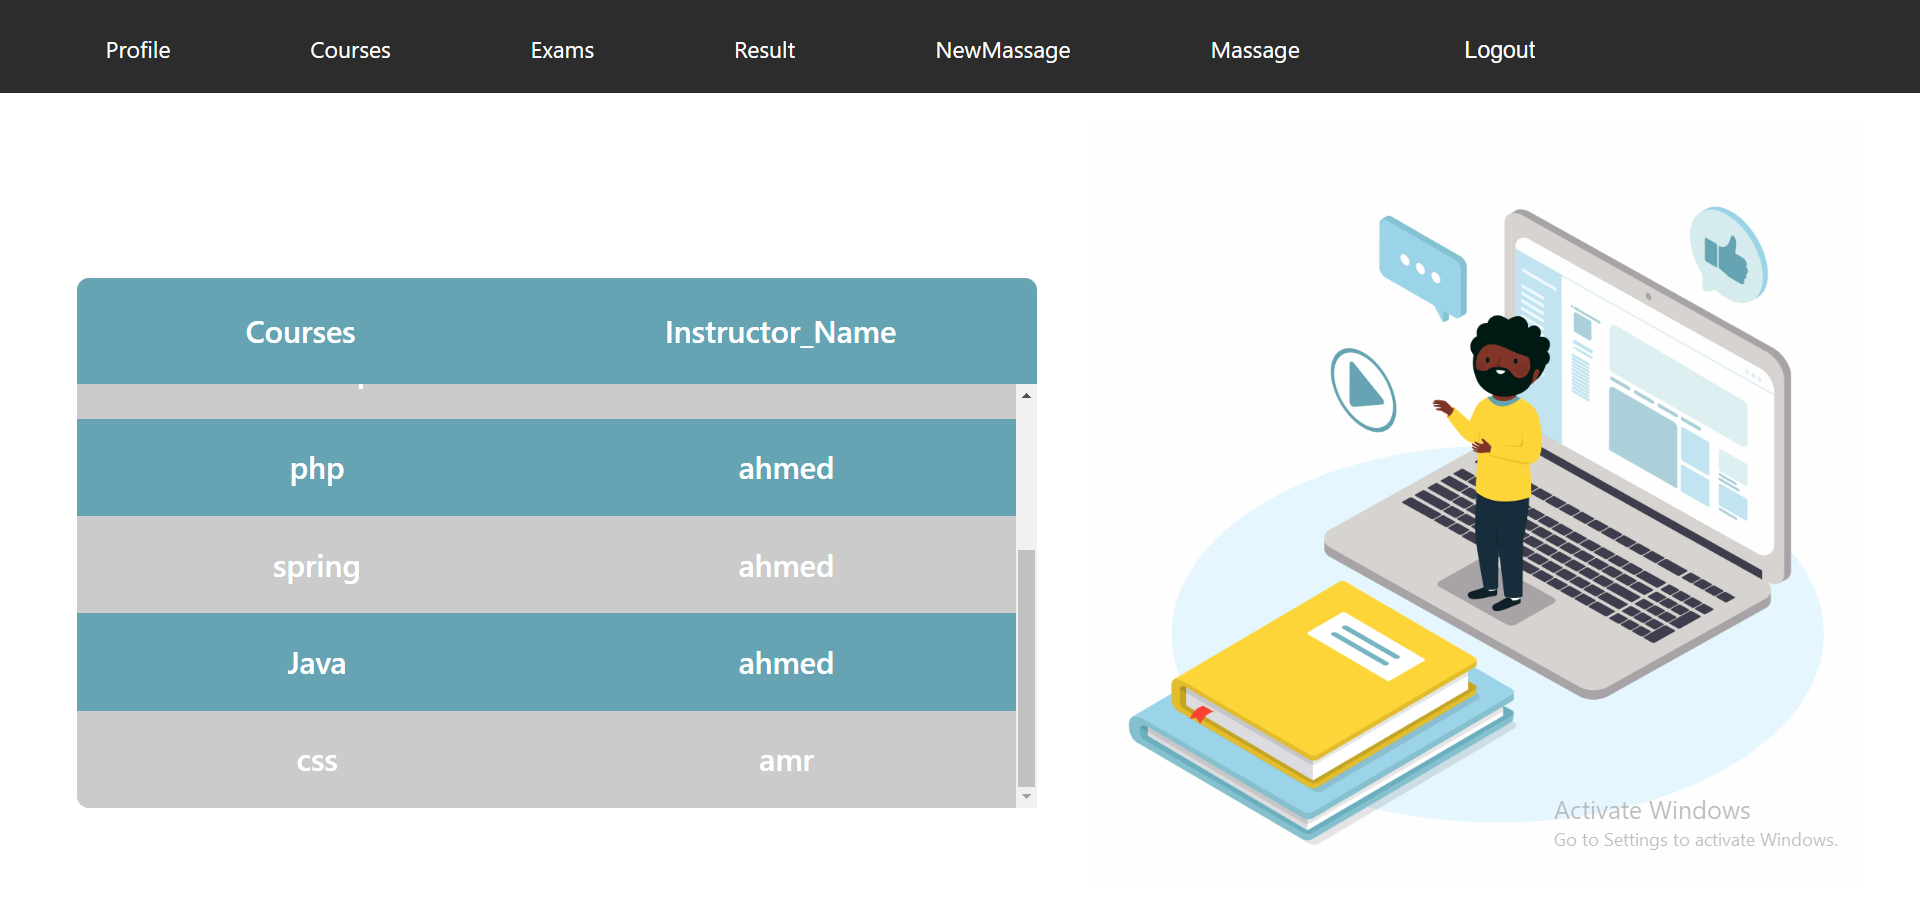 Profile Courses Exams Result NewMassage Massage Logout
Courses Instructor_Name
php ahmed
spring ahmed
Java ahmed
css amr
Activate Windows
Go to Settings to activate Windows.